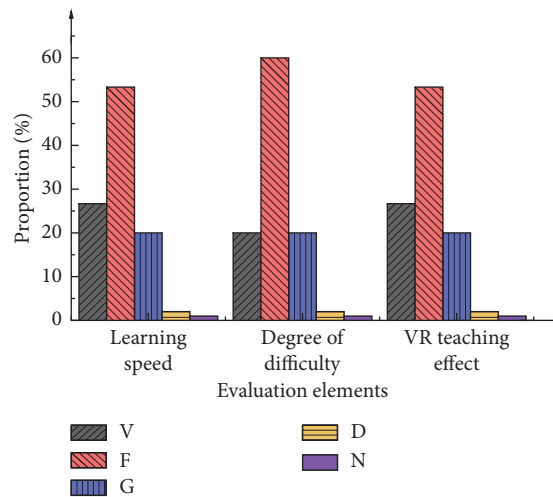 Proportion (%)
60
50
40
30
20
10
0
Learning speed
Degree of difficulty
VR teaching effect
Evaluation elements
V
F
G
D
N